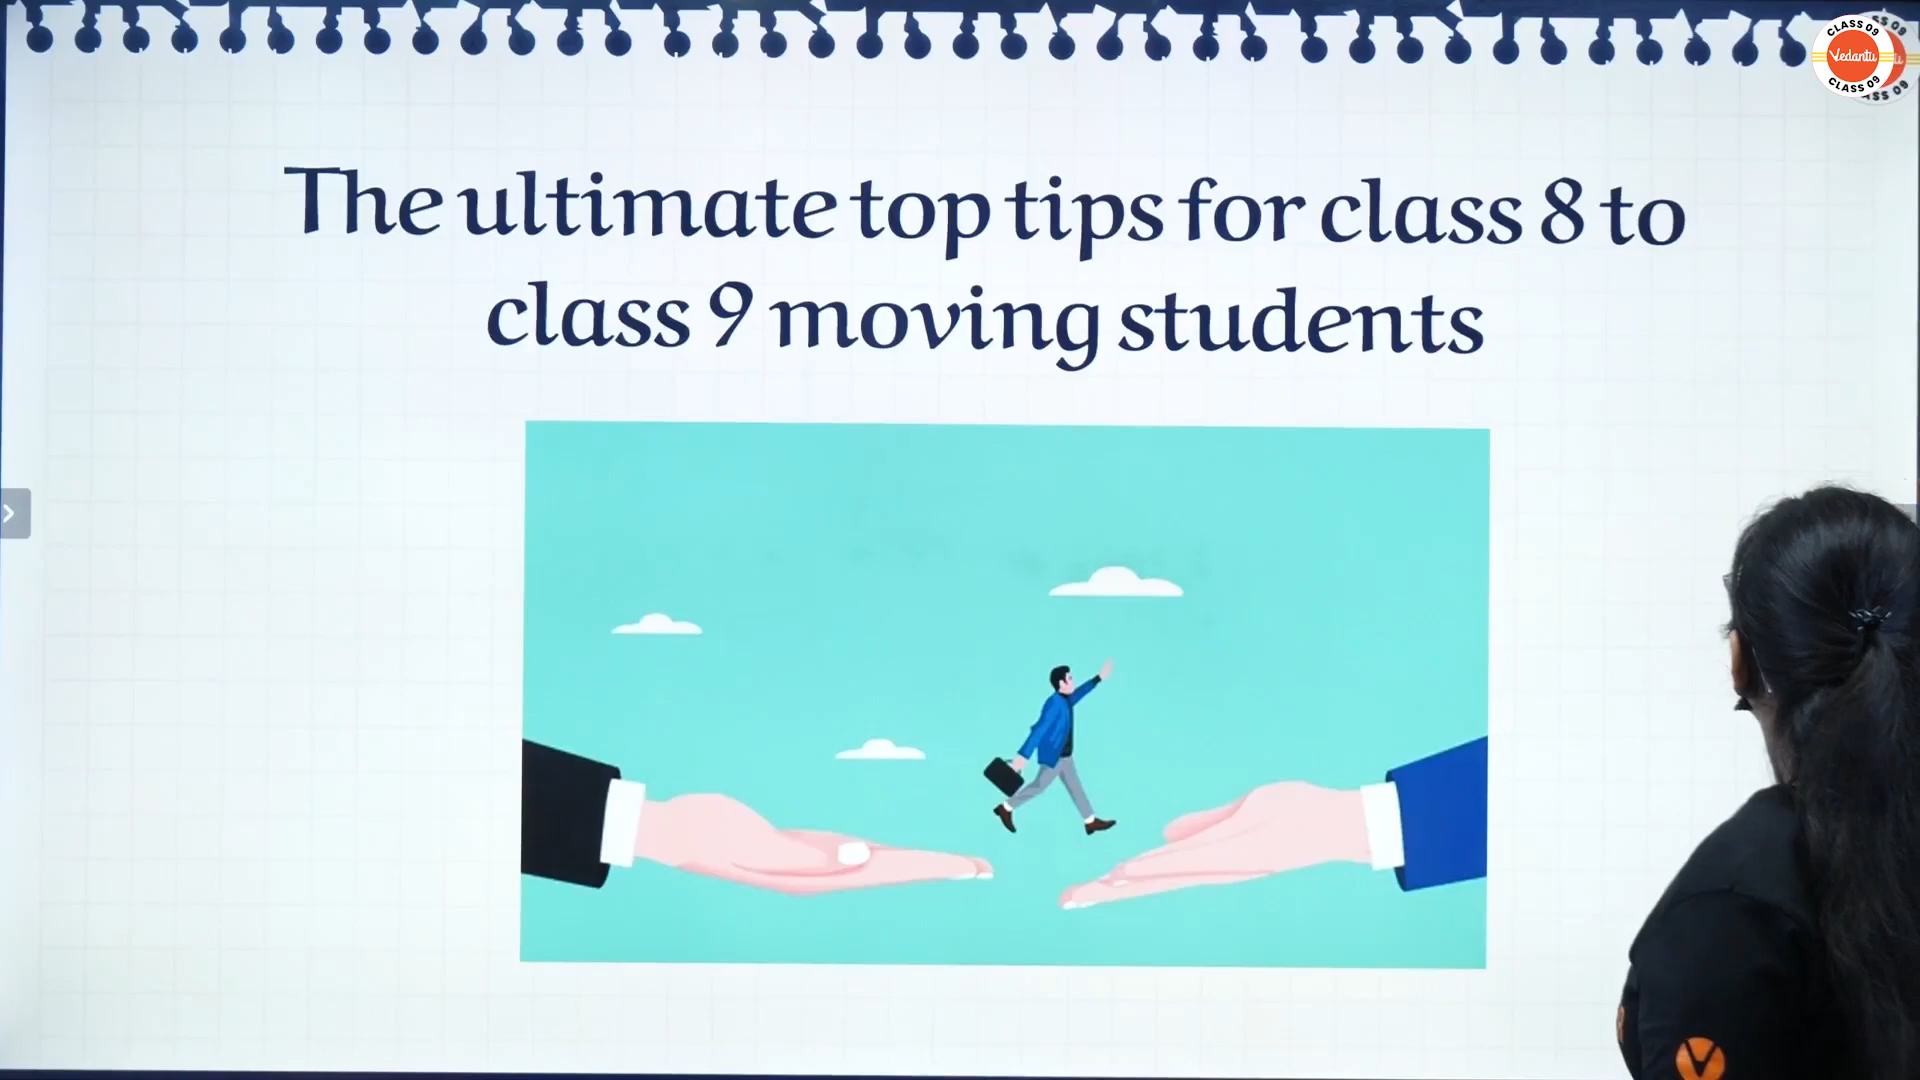 The ultimate top tips for class 8 to
class 9 moving students
CLASS 09
Vedantu
CLASS 09